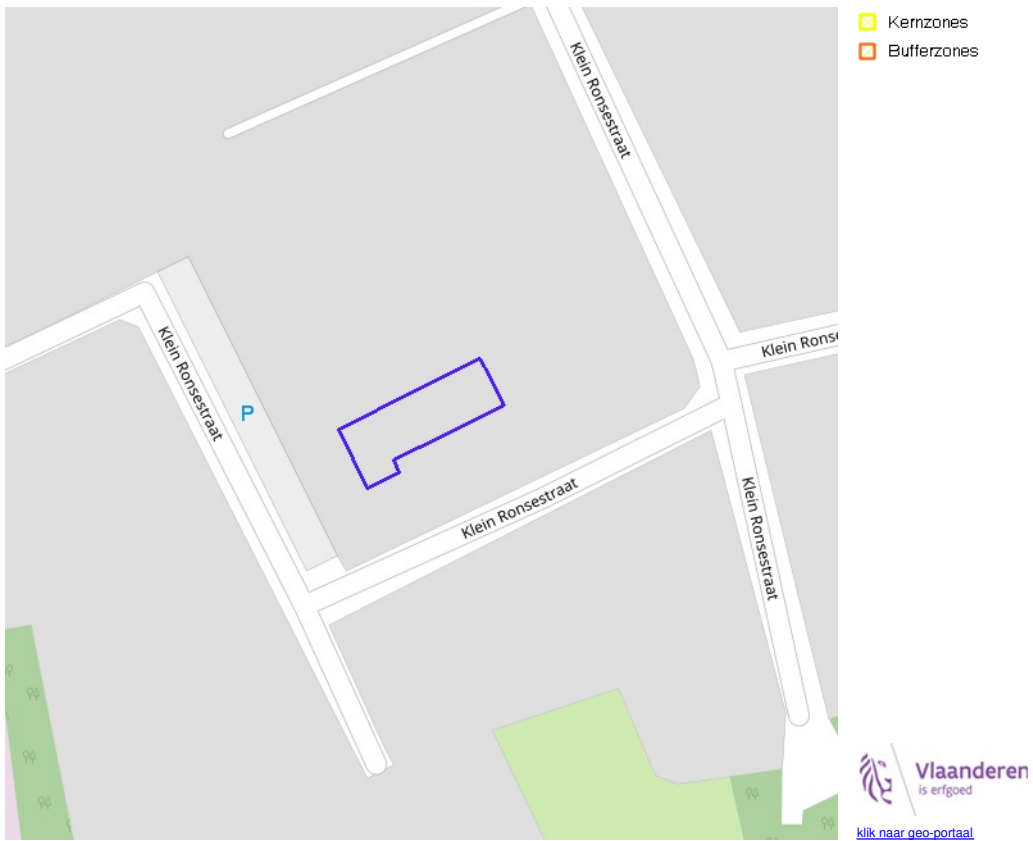 Kernzones
Bufferzones
Klein Ronsestraat
Klein Ronse
Klein Ronsestraat
P
Klein Ronsestraat
Klein Ronsestraat
Vlaanderen
is erfgoed
klik naar geo-portaal